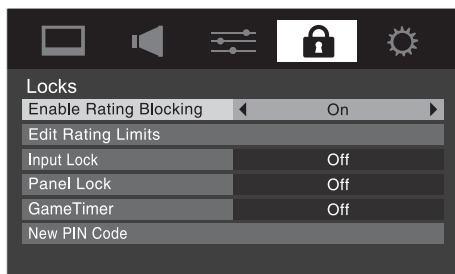 Locks
Enable Rating Blocking On
Edit Rating Limits
Input Lock Off
Panel Lock Off
GameTimer Off
New PIN Code